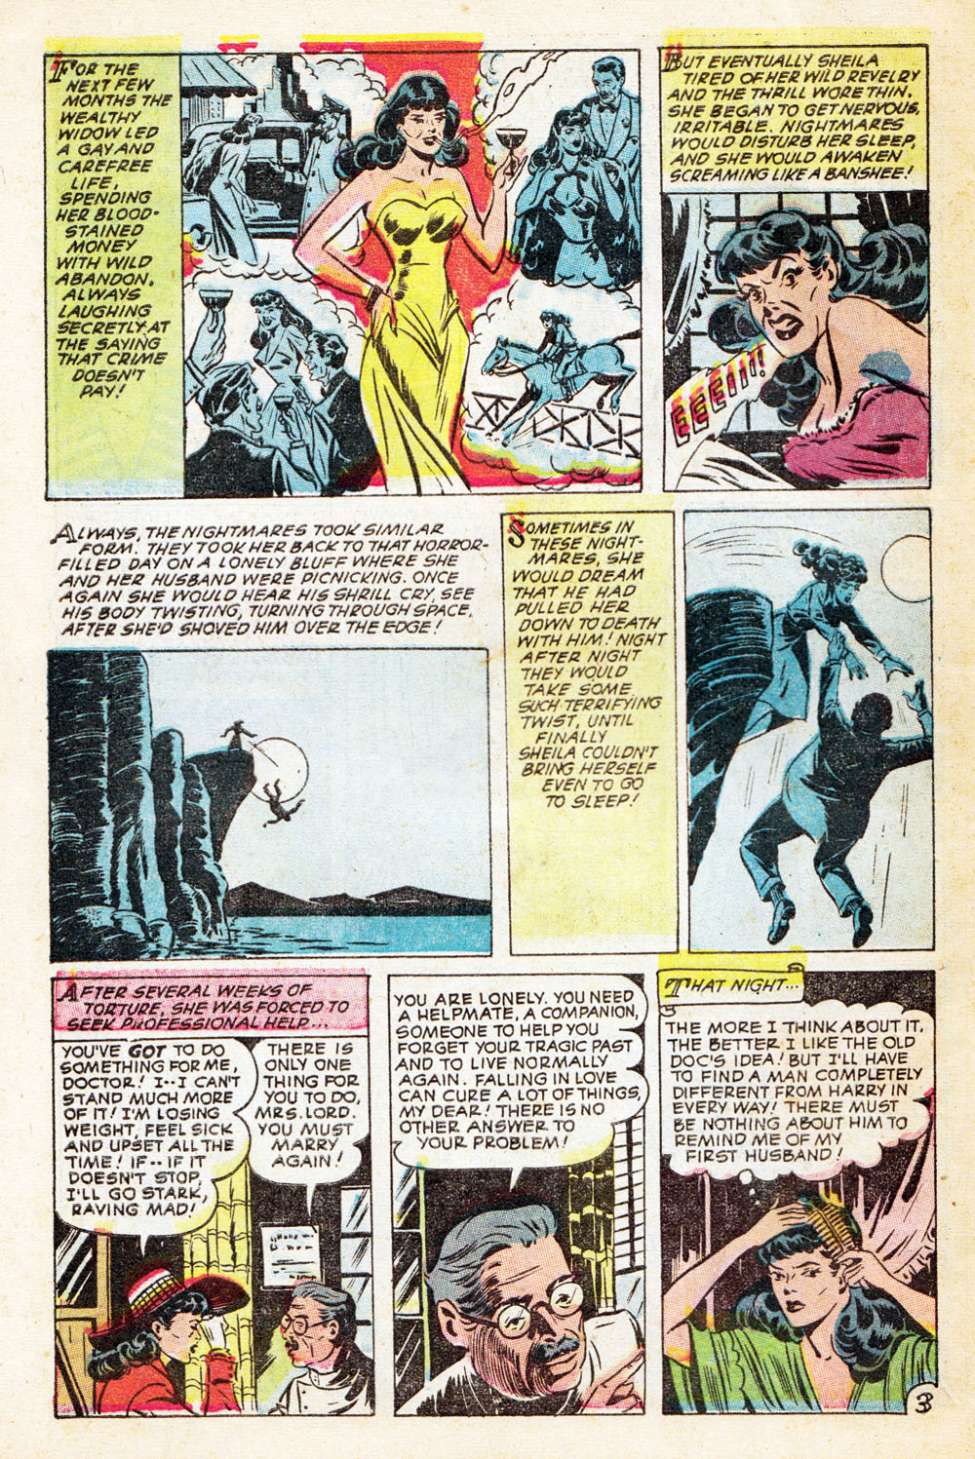 FOR THE
NEXT FEW
MONTHS THE
WEALTHY
WIDOW LED
A GAY AND
CAREFREE
LIFE,
SPENDING
HER BLOOD-
STAINED
MONEY
WITH WILD
ABANDON,
ALWAYS
LAUGHING
SECRETLY AT
THE SAYING
THAT CRIME
DOESN'T
PAY!
BUT EVENTUALLY SHEILA
TIRED OF HER WILD REVELRY
AND THE THRILL WORE THIN.
SHE BEGAN TO GET NERVOUS,
IRRITABLE. NIGHTMARES
WOULD DISTURB HER SLEEP,
AND SHE WOULD AWAKEN
SCREAMING LIKE A BANSHEE!
EEEIII!
ALWAYS, THE NIGHTMARES TOOK SIMILAR
FORM. THEY TOOK HER BACK TO THAT HORROR-
FILLED DAY ON A LONELY BLUFF WHERE SHE
AND HER HUSBAND WERE PICNICKING. ONCE
AGAIN SHE WOULD HEAR HIS SHRILL CRY, SEE
HIS BODY TWISTING, TURNING THROUGH SPACE,
AFTER SHE'D SHOVED HIM OVER THE EDGE!
SOMETIMES IN
THESE NIGHT-
MARES, SHE
WOULD DREAM
THAT HE HAD
PULLED HER
DOWN TO DEATH
WITH HIM! NIGHT
AFTER NIGHT
THEY WOULD
TAKE SOME
SUCH TERRIFYING
TWIST, UNTIL
FINALLY
SHEILA COULDN'T
BRING HERSELF
EVEN TO GO
TO SLEEP!
AFTER SEVERAL WEEKS OF
TORTURE, SHE WAS FORCED TO
SEEK PROFESSIONAL HELP...
YOU'VE GOT TO DO
SOMETHING FOR ME,
DOCTOR! I--I CAN'T
STAND MUCH MORE
OF IT! I'M LOSING
WEIGHT, FEEL SICK
AND UPSET ALL THE
TIME! IF--IF IT
DOESN'T STOP,
I'LL GO STARK,
RAVING MAD!
THERE IS
ONLY ONE
THING FOR
YOU TO DO,
MRS. LORD.
YOU MUST
MARRY
AGAIN!
YOU ARE LONELY. YOU NEED
A HELPMATE, A COMPANION,
SOMEONE TO HELP YOU
FORGET YOUR TRAGIC PAST
AND TO LIVE NORMALLY
AGAIN. FALLING IN LOVE
CAN CURE A LOT OF THINGS,
MY DEAR! THERE IS NO
OTHER ANSWER TO
YOUR PROBLEM!
THAT NIGHT...
THE MORE I THINK ABOUT IT,
THE BETTER I LIKE THE OLD
DOC'S IDEA! BUT I'LL HAVE
TO FIND A MAN COMPLETELY
DIFFERENT FROM HARRY IN
EVERY WAY! THERE MUST
BE NOTHING ABOUT HIM TO
REMIND ME OF MY
FIRST HUSBAND!
3